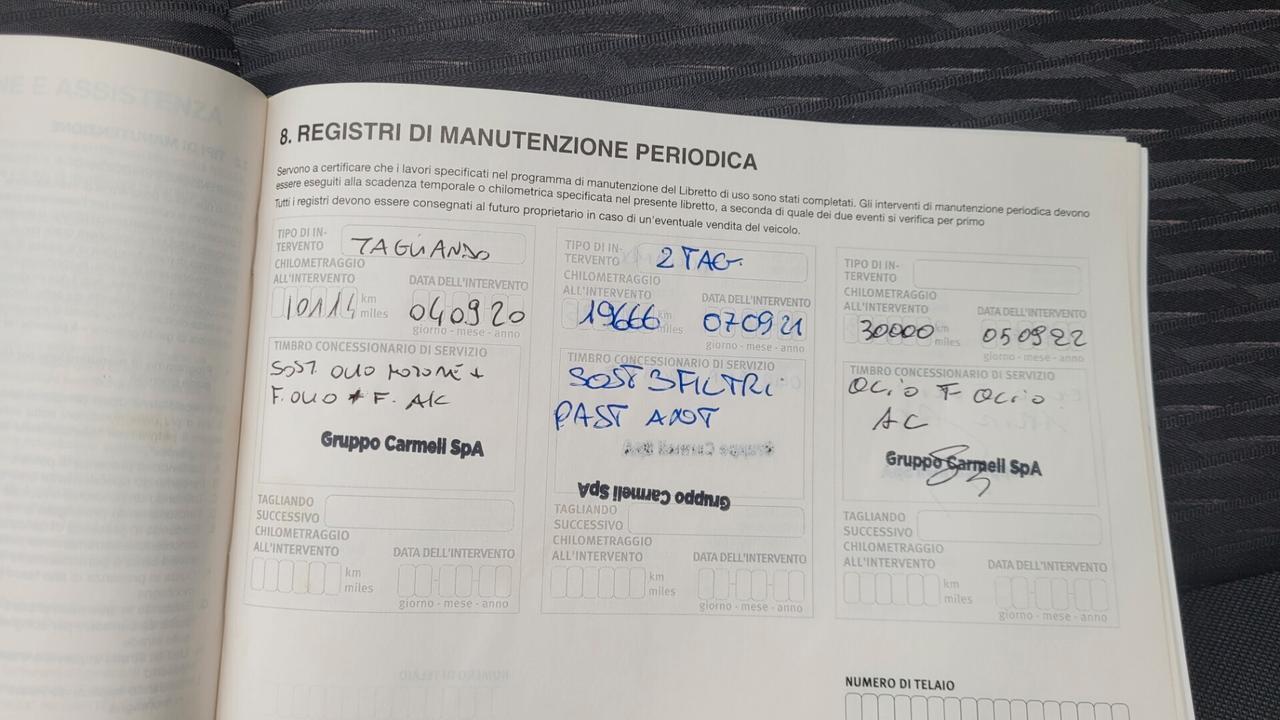 8. REGISTRI DI MANUTENZIONE PERIODICA
Servono a certificare che i lavori specificati nel programma di manutenzione del Libretto di uso sono stati completati. Gli interventi di manutenzione periodica devono
essere eseguiti alla scadenza temporale o chilometrica specificata nel presente libretto, a seconda di quale dei due eventi si verifica per primo
Tutti i registri devono essere consegnati al futuro proprietario in caso di un'eventuale vendita del veicolo.
TIPO DI IN-
TERVENTO TAGLIANDO
CHILOMETRAGGIO
ALL'INTERVENTO DATA DELL'INTERVENTO
10114 km miles 040920
giorno - mese - anno
TIMBRO CONCESSIONARIO DI SERVIZIO
SOST OLIO MOTORE +
F. OLIO + F. A/C
Gruppo Carmeli SpA
TAGLIANDO
SUCCESSIVO
CHILOMETRAGGIO
ALL'INTERVENTO DATA DELL'INTERVENTO
km
miles
giorno - mese - anno
TIPO DI IN-
TERVENTO 2 TAG.
CHILOMETRAGGIO
ALL'INTERVENTO DATA DELL'INTERVENTO
19666 km miles 070921
giorno - mese - anno
TIMBRO CONCESSIONARIO DI SERVIZIO
SOST 3 FILTRI
PAST ANT
Gruppo Carmeli SpA
Gruppo Carmeli SpA
TAGLIANDO
SUCCESSIVO
CHILOMETRAGGIO
ALL'INTERVENTO DATA DELL'INTERVENTO
km
miles
giorno - mese - anno
TIPO DI IN-
TERVENTO
CHILOMETRAGGIO
ALL'INTERVENTO DATA DELL'INTERVENTO
30000 km miles 050922
giorno - mese - anno
TIMBRO CONCESSIONARIO DI SERVIZIO
OLIO F OLIO
AC
Gruppo Carmeli SpA
TAGLIANDO
SUCCESSIVO
CHILOMETRAGGIO
ALL'INTERVENTO DATA DELL'INTERVENTO
km
miles
giorno - mese - anno
NUMERO DI TELAIO